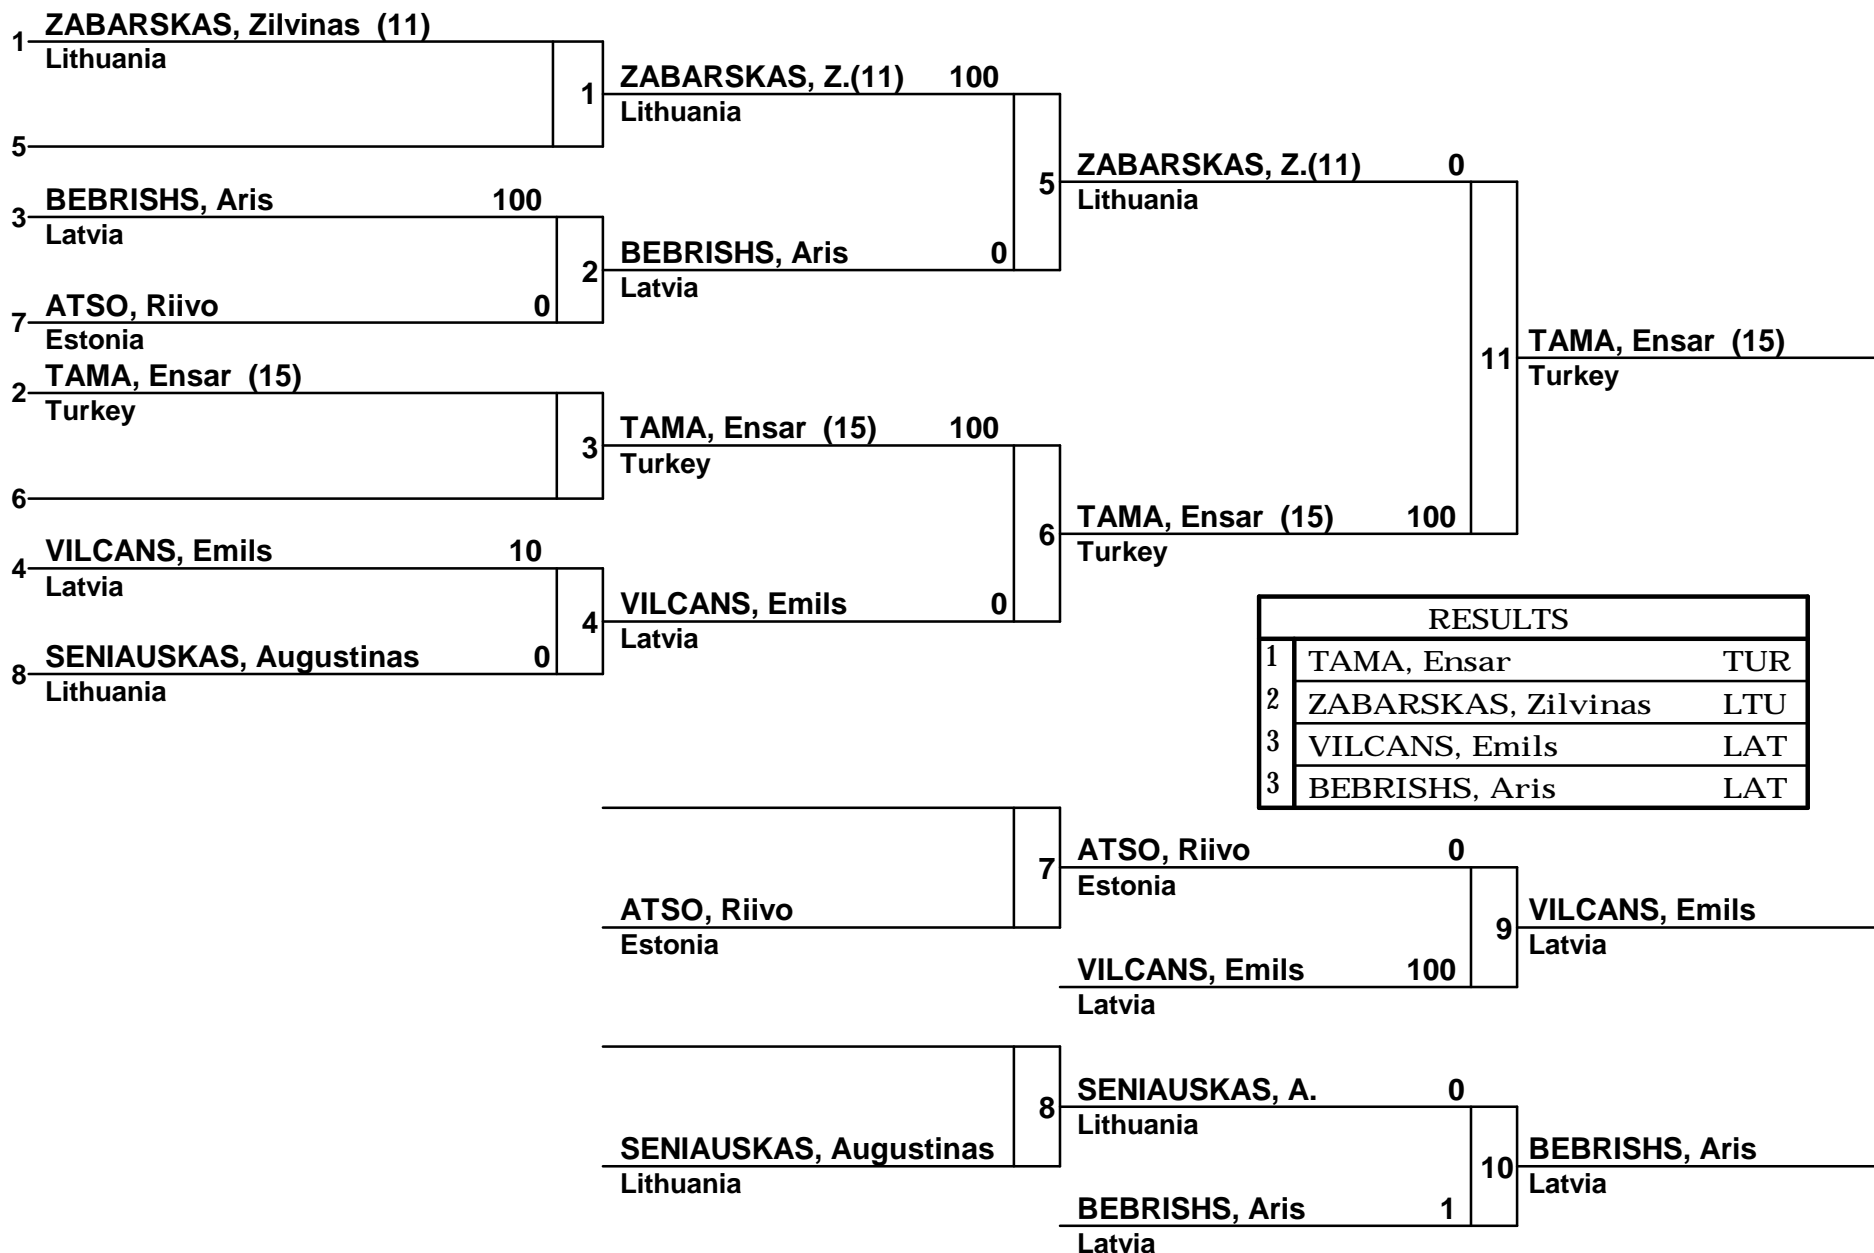 1 ZABARSKAS, Zilvinas (11)
Lithuania
1 ZABARSKAS, Z.(11) 100
Lithuania
5
5 ZABARSKAS, Z.(11) 0
Lithuania
3 BEBRISHS, Aris 100
Latvia
2 BEBRISHS, Aris 0
Latvia
7 ATSO, Riivo 0
Estonia
11 TAMA, Ensar (15)
Turkey
2 TAMA, Ensar (15)
Turkey
3 TAMA, Ensar (15) 100
Turkey
6
6 TAMA, Ensar (15) 100
Turkey
4 VILCANS, Emils 10
Latvia
4 VILCANS, Emils 0
Latvia
8 SENIAUSKAS, Augustinas 0
Lithuania
RESULTS
1 TAMA, Ensar TUR
2 ZABARSKAS, Zilvinas LTU
3 VILCANS, Emils LAT
3 BEBRISHS, Aris LAT
7 ATSO, Riivo 0
Estonia
ATSO, Riivo
Estonia
9 VILCANS, Emils
Latvia
VILCANS, Emils 100
Latvia
8 SENIAUSKAS, A. 0
Lithuania
SENIAUSKAS, Augustinas
Lithuania
10 BEBRISHS, Aris
Latvia
BEBRISHS, Aris 1
Latvia